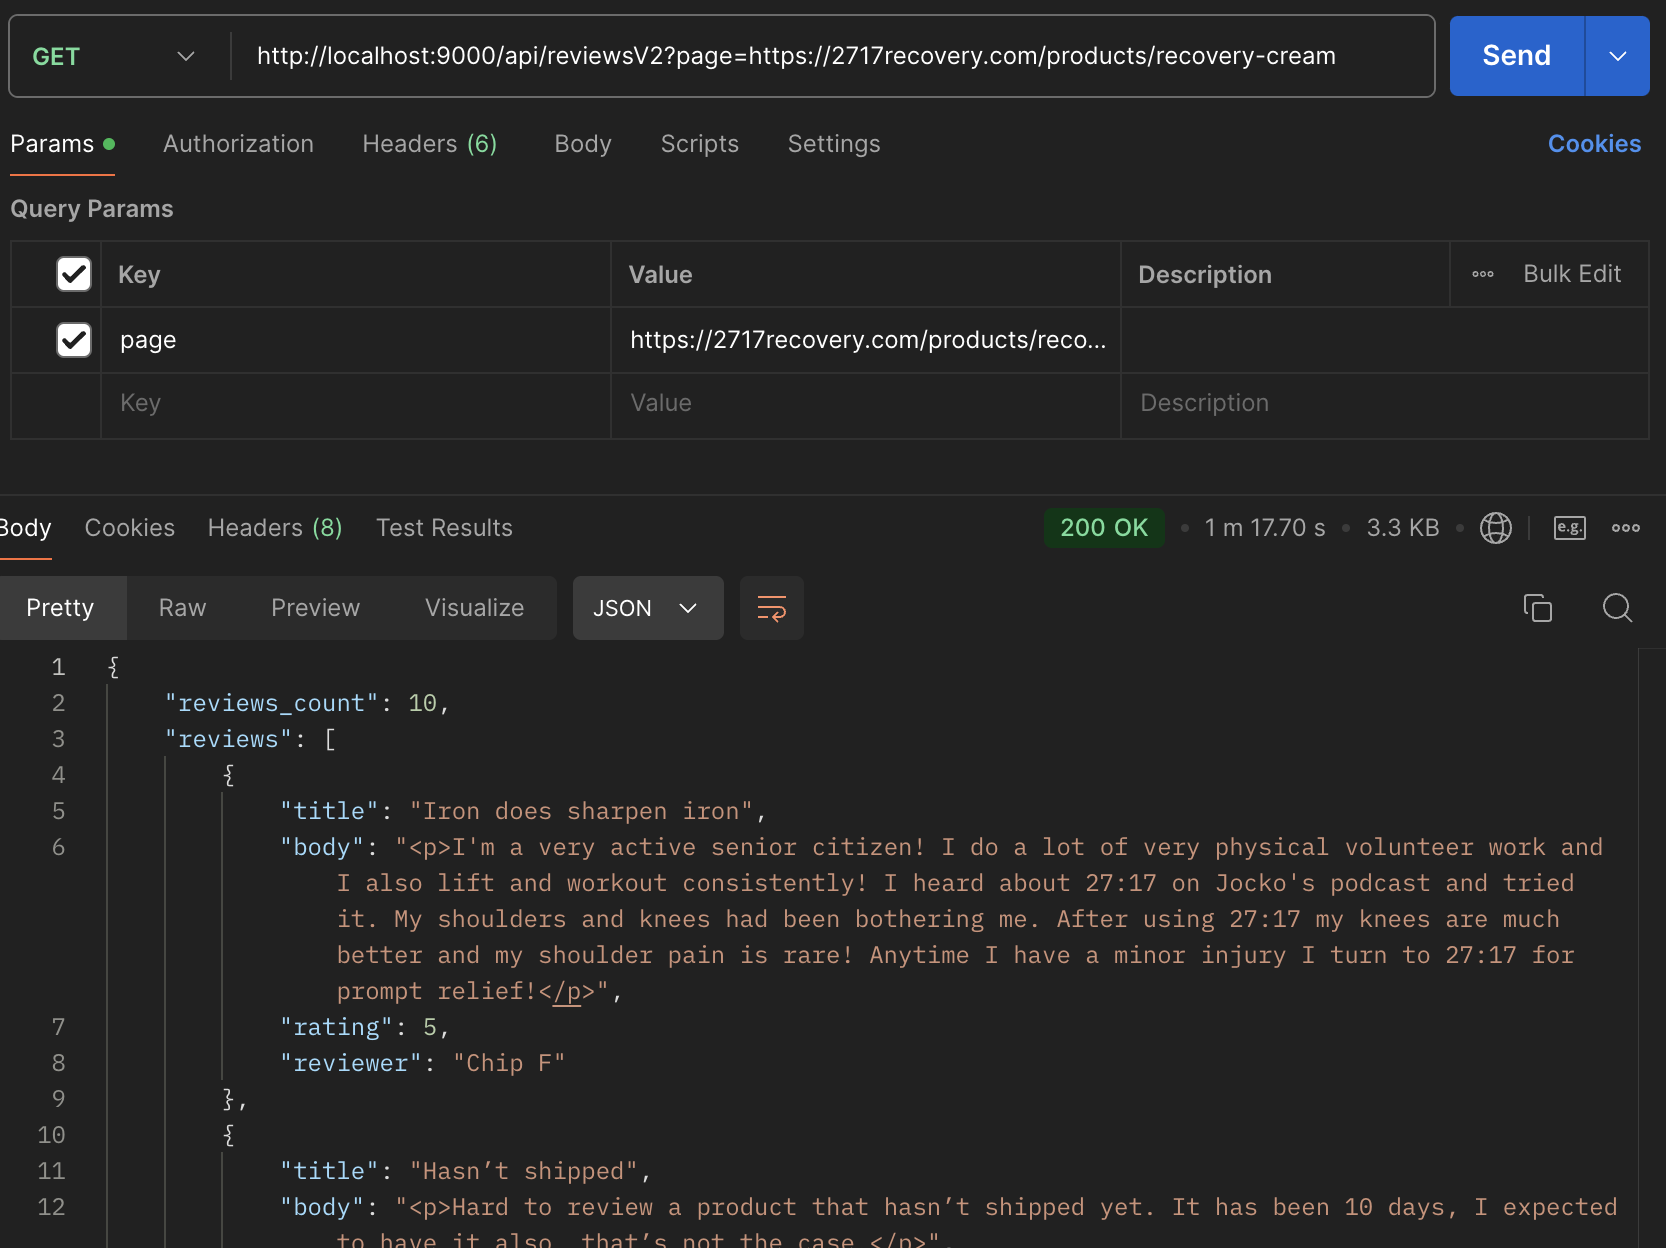 GET http://localhost:9000/api/reviewsV2?page=https://2717recovery.com/products/recovery-cream Send
Params Authorization Headers (6) Body Scripts Settings Cookies
Query Params
Key Value Description Bulk Edit
page https://2717recovery.com/products/reco...
Key Value Description
Body Cookies Headers (8) Test Results 200 OK 1 m 17.70 s 3.3 KB e.g.
Pretty Raw Preview Visualize JSON
1 {
2 "reviews_count": 10,
3 "reviews": [
4 {
5 "title": "Iron does sharpen iron",
6 "body": "<p>I'm a very active senior citizen! I do a lot of very physical volunteer work and
I also lift and workout consistently! I heard about 27:17 on Jocko's podcast and tried
it. My shoulders and knees had been bothering me. After using 27:17 my knees are much
better and my shoulder pain is rare! Anytime I have a minor injury I turn to 27:17 for
prompt relief!</p>",
7 "rating": 5,
8 "reviewer": "Chip F"
9 },
10 {
11 "title": "Hasn’t shipped",
12 "body": "<p>Hard to review a product that hasn’t shipped yet. It has been 10 days, I expected
to have it also that’s not the case </p>",